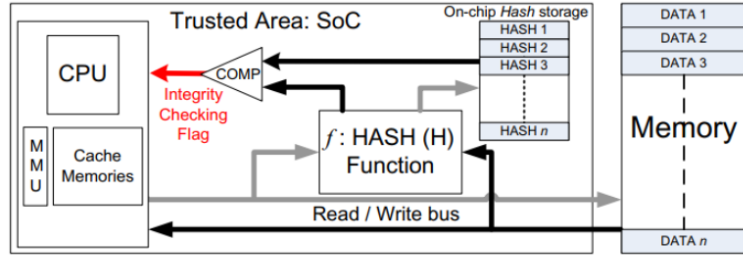 Trusted Area: SoC
On-chip Hash storage
HASH 1
HASH 2
HASH 3
HASH n
DATA 1
DATA 2
DATA 3
Memory
DATA n
CPU
COMP
Integrity
Checking
Flag
f : HASH (H)
Function
M
M
U
Cache
Memories
Read / Write bus